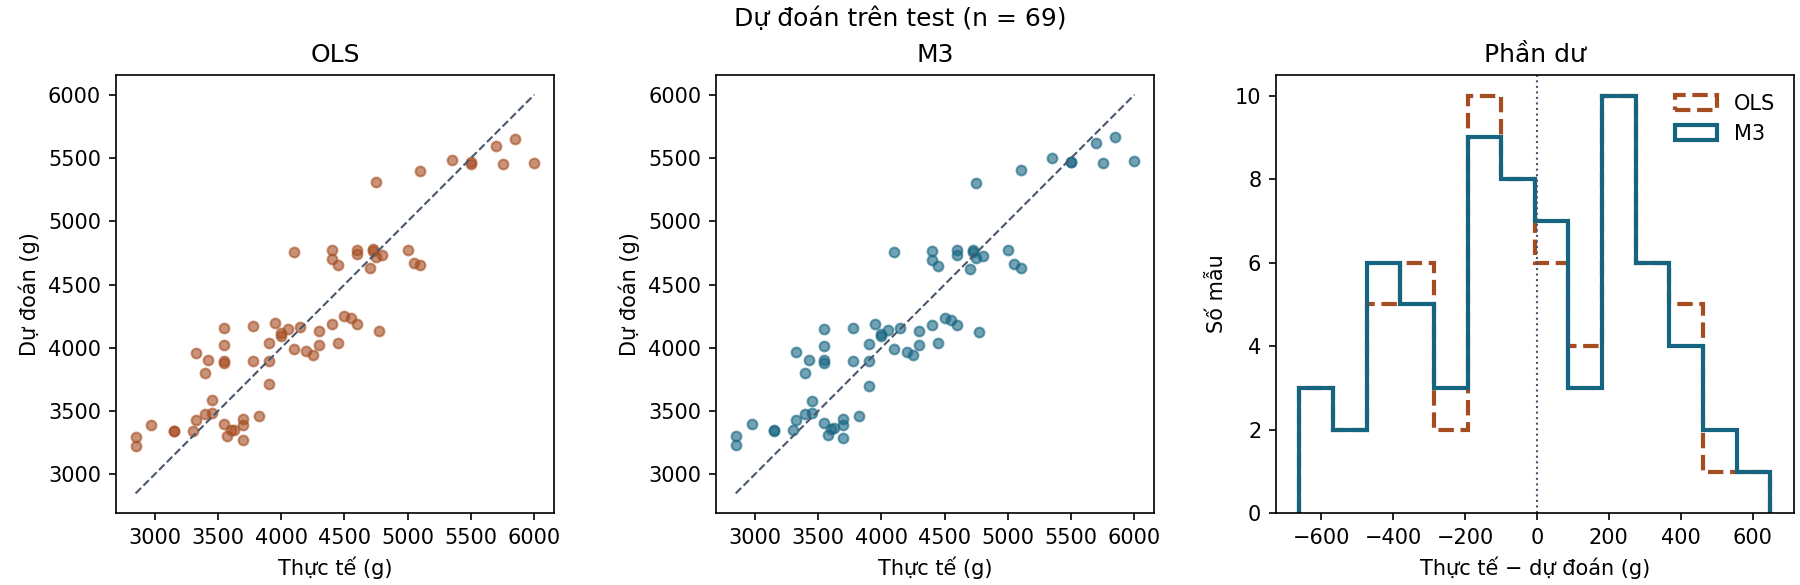 Dự đoán trên test (n = 69)
OLS
6000
5500
5000
4500
4000
3500
3000
Dự đoán (g)
3000 3500 4000 4500 5000 5500 6000
Thực tế (g)
M3
6000
5500
5000
4500
4000
3500
3000
Dự đoán (g)
3000 3500 4000 4500 5000 5500 6000
Thực tế (g)
Phần dư
OLS
M3
10
8
6
4
2
0
Số mẫu
−600 −400 −200 0 200 400 600
Thực tế − dự đoán (g)